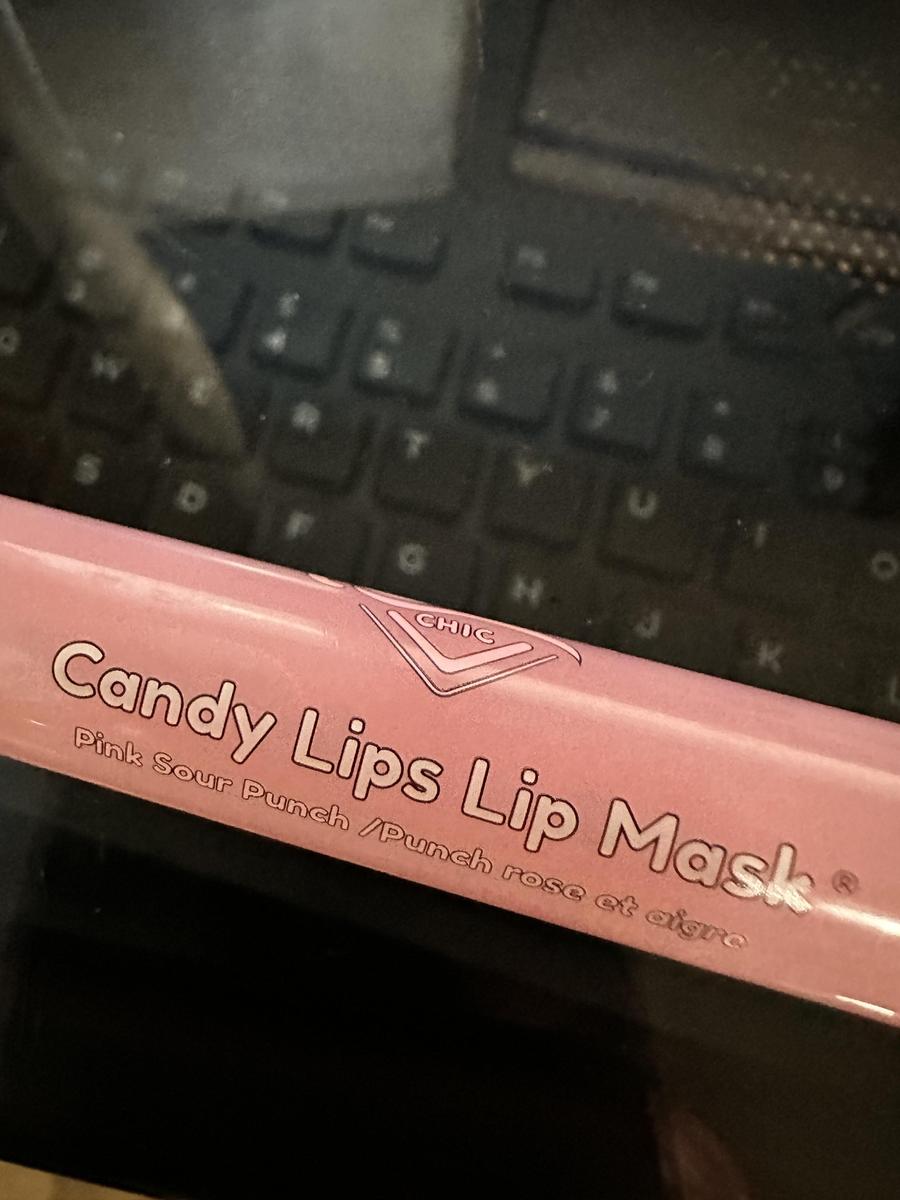 R T Y U I O
S D F G H J K
CHIC
Candy Lips Lip Mask ®
Pink Sour Punch /Punch rose et aigre